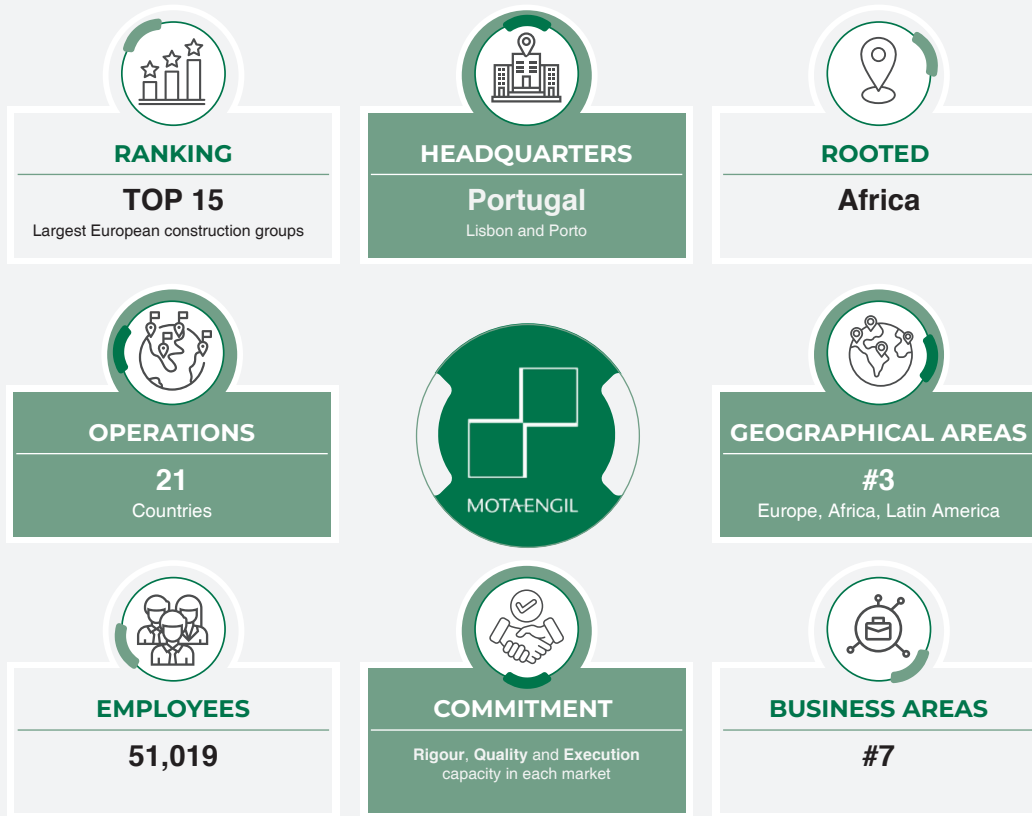 RANKING
TOP 15
Largest European construction groups
HEADQUARTERS
Portugal
Lisbon and Porto
ROOTED
Africa
OPERATIONS
21
Countries
MOTA-ENGIL
GEOGRAPHICAL AREAS
#3
Europe, Africa, Latin America
EMPLOYEES
51,019
COMMITMENT
Rigour, Quality and Execution
capacity in each market
BUSINESS AREAS
#7